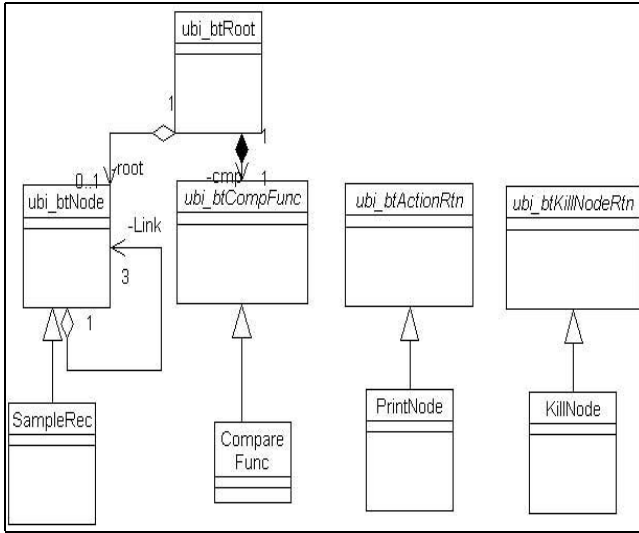 ubi_btRoot
1
1
0..1
-root
-cmp
1
ubi_btNode
ubi_btCompFunc
ubi_btActionRtn
ubi_btKillNodeRtn
-Link
3
1
SampleRec
PrintNode
KillNode
Compare
Func